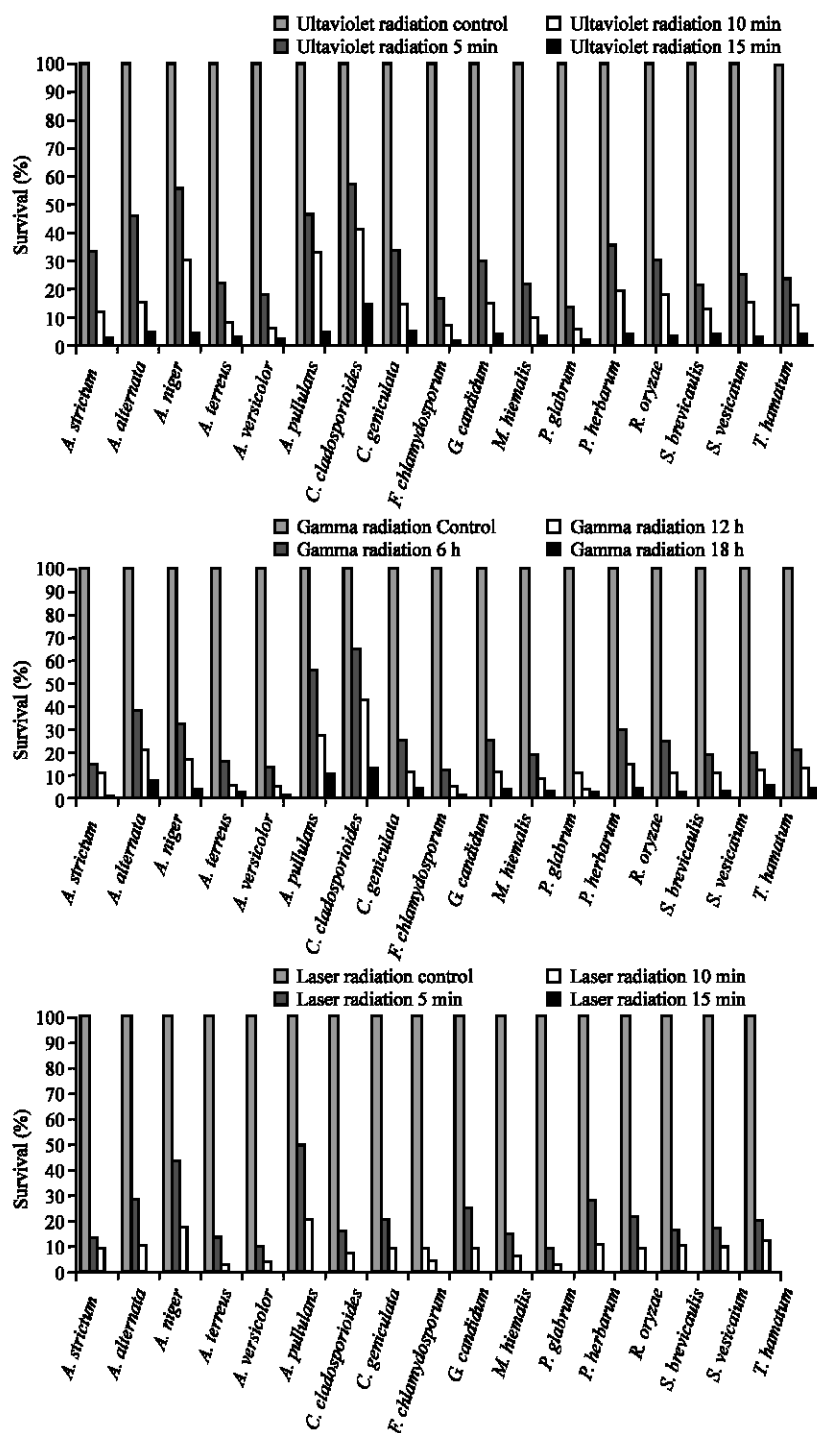 Ultaviolet radiation control
Ultaviolet radiation 10 min
Ultaviolet radiation 5 min
Ultaviolet radiation 15 min
Survival (%)
100
90
80
70
60
50
40
30
20
10
0
A. strictum
A. alternata
A. niger
A. terreus
A. versicolor
A. pullulans
C. cladosporioides
C. geniculata
F. chlamydosporum
G candidum
M. hiemalis
P. glabrum
P. herbarum
R. oryzae
S. brevicaulis
S. vesicaium
T. hamatum
Gamma radiation Control
Gamma radiation 12 h
Gamma radiation 6 h
Gamma radiation 18 h
Survival (%)
100
90
80
70
60
50
40
30
20
10
0
A. strictum
A. alternata
A. niger
A. terreus
A. versicolor
A. pullulans
C. cladosporioides
C. geniculata
F. chlamydosporum
G candidum
M. hiemalis
P. glabrum
P. herbarum
R. oryzae
S. brevicaulis
S. vesicaium
T. hamatum
Laser radiation control
Laser radiation 10 min
Laser radiation 5 min
Laser radiation 15 min
Survival (%)
100
90
80
70
60
50
40
30
20
10
0
A. strictum
A. alternata
A. niger
A. terreus
A. versicolor
A. pullulans
C. cladosporioides
C. geniculata
F. chlamydosporum
G candidum
M. hiemalis
P. glabrum
P. herbarum
R. oryzae
S. brevicaulis
S. vesicaium
T. hamatum